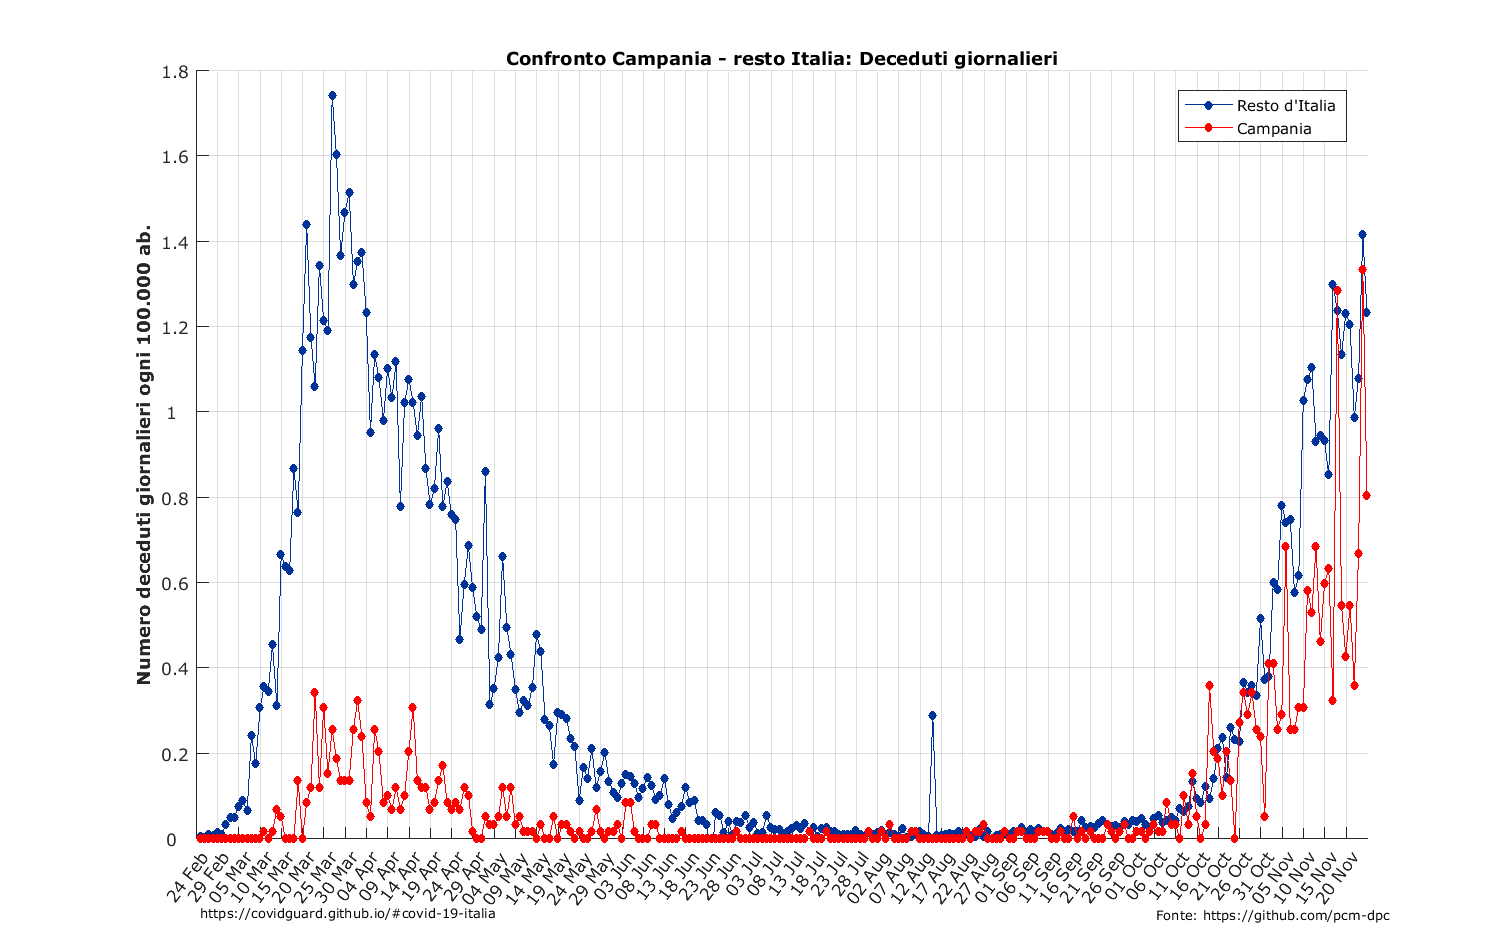 Confronto Campania - resto Italia: Deceduti giornalieri
Numero deceduti giornalieri ogni 100.000 ab.
1.8
1.6
1.4
1.2
1
0.8
0.6
0.4
0.2
0
Resto d'Italia
Campania
24 Feb
29 Feb
05 Mar
10 Mar
15 Mar
20 Mar
25 Mar
30 Mar
04 Apr
09 Apr
14 Apr
19 Apr
24 Apr
29 Apr
04 May
09 May
14 May
19 May
24 May
29 May
03 Jun
08 Jun
13 Jun
18 Jun
23 Jun
28 Jun
03 Jul
08 Jul
13 Jul
18 Jul
23 Jul
28 Jul
02 Aug
07 Aug
12 Aug
17 Aug
22 Aug
27 Aug
01 Sep
06 Sep
11 Sep
16 Sep
21 Sep
26 Sep
01 Oct
06 Oct
11 Oct
16 Oct
21 Oct
26 Oct
31 Oct
05 Nov
10 Nov
15 Nov
20 Nov
https://covidguard.github.io/#covid-19-italia
Fonte: https://github.com/pcm-dpc